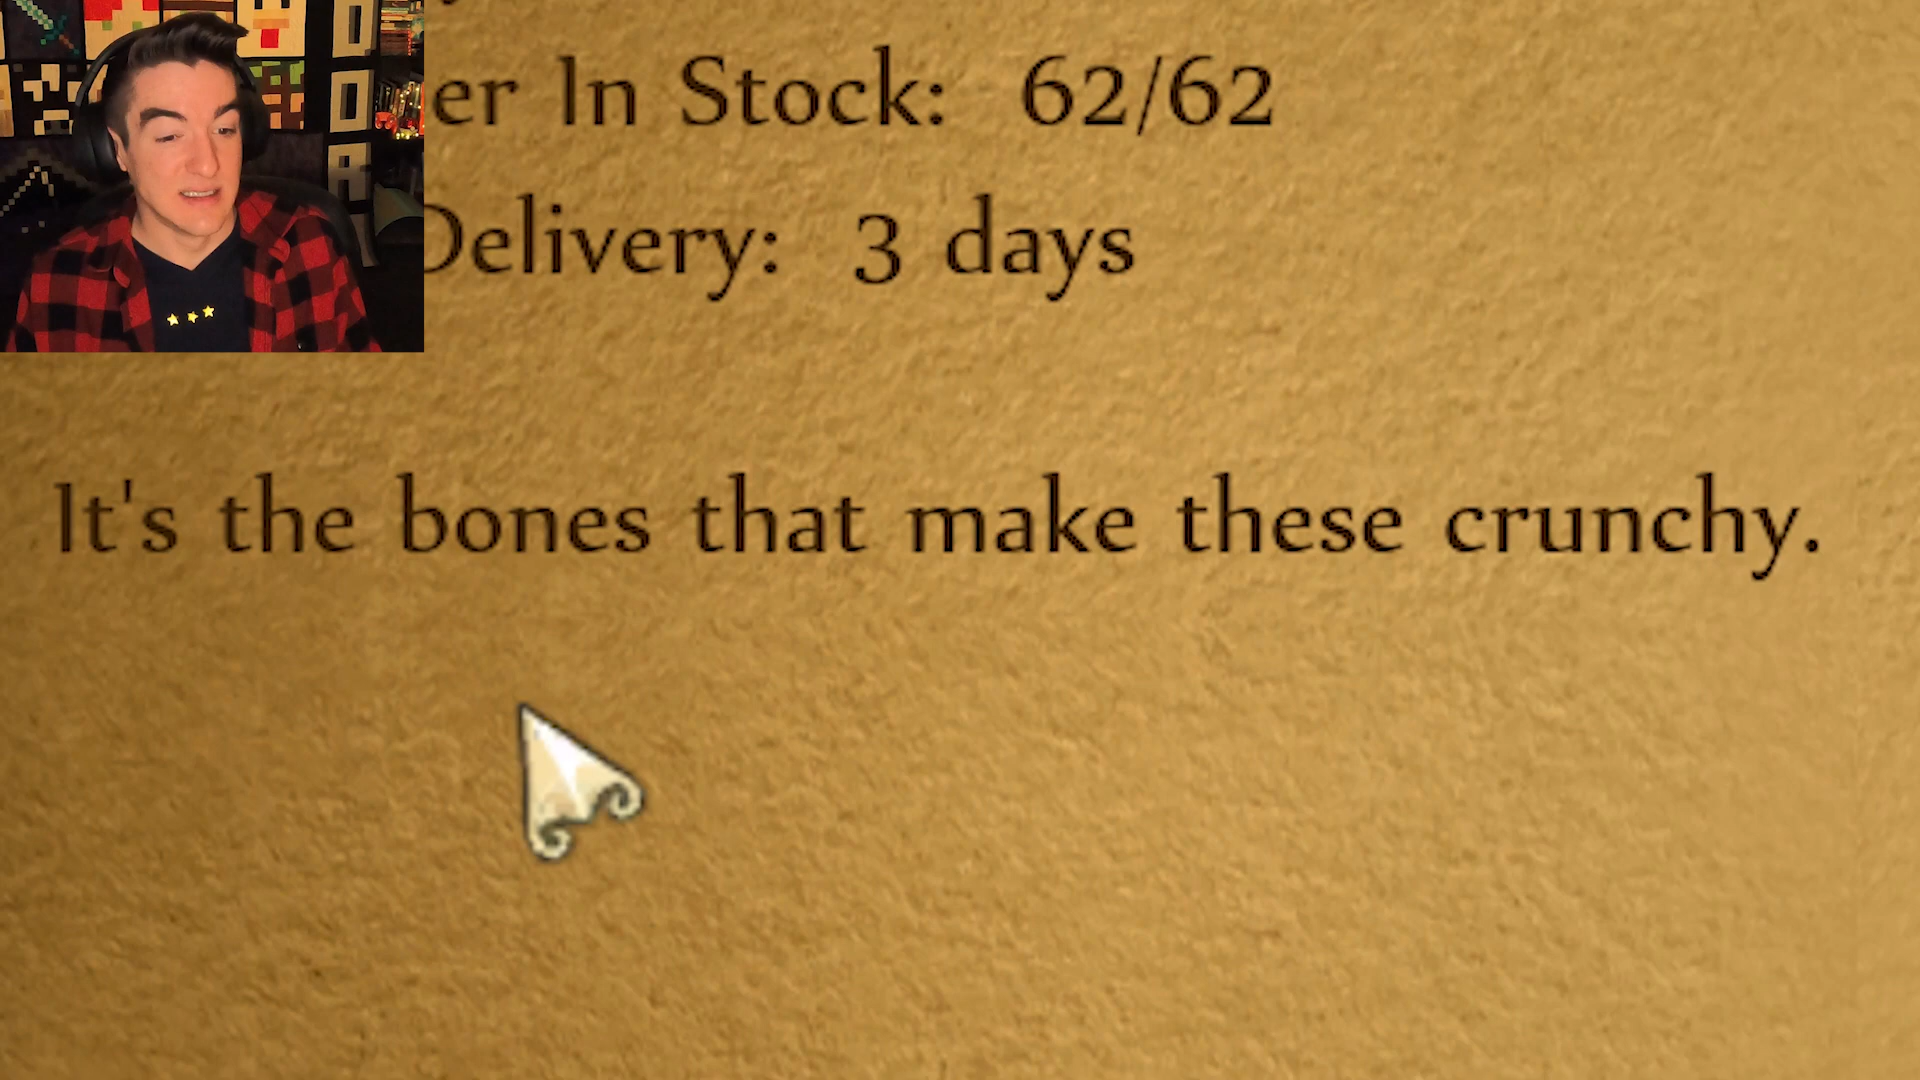 er In Stock: 62/62
Delivery: 3 days
It's the bones that make these crunchy.